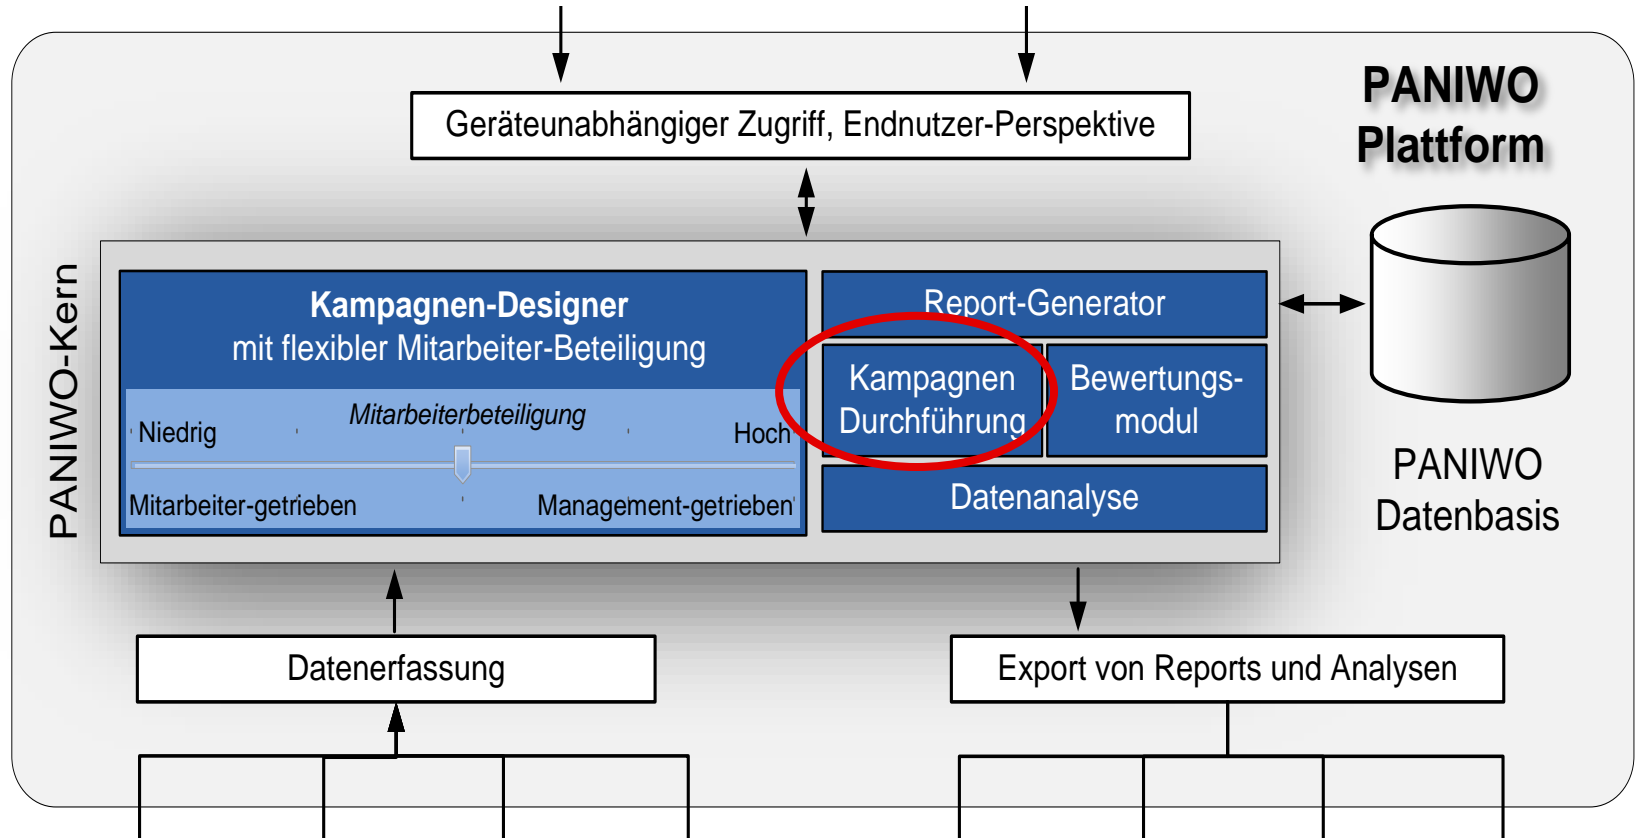 PANIWO
Plattform
Geräteunabhängiger Zugriff, Endnutzer-Perspektive
PANIWO-Kern
Kampagnen-Designer
mit flexibler Mitarbeiter-Beteiligung
Mitarbeiterbeteiligung
Niedrig
Hoch
Mitarbeiter-getrieben
Management-getrieben
Report-Generator
Kampagnen
Durchführung
Bewertungs-
modul
Datenanalyse
PANIWO
Datenbasis
Datenerfassung
Export von Reports und Analysen